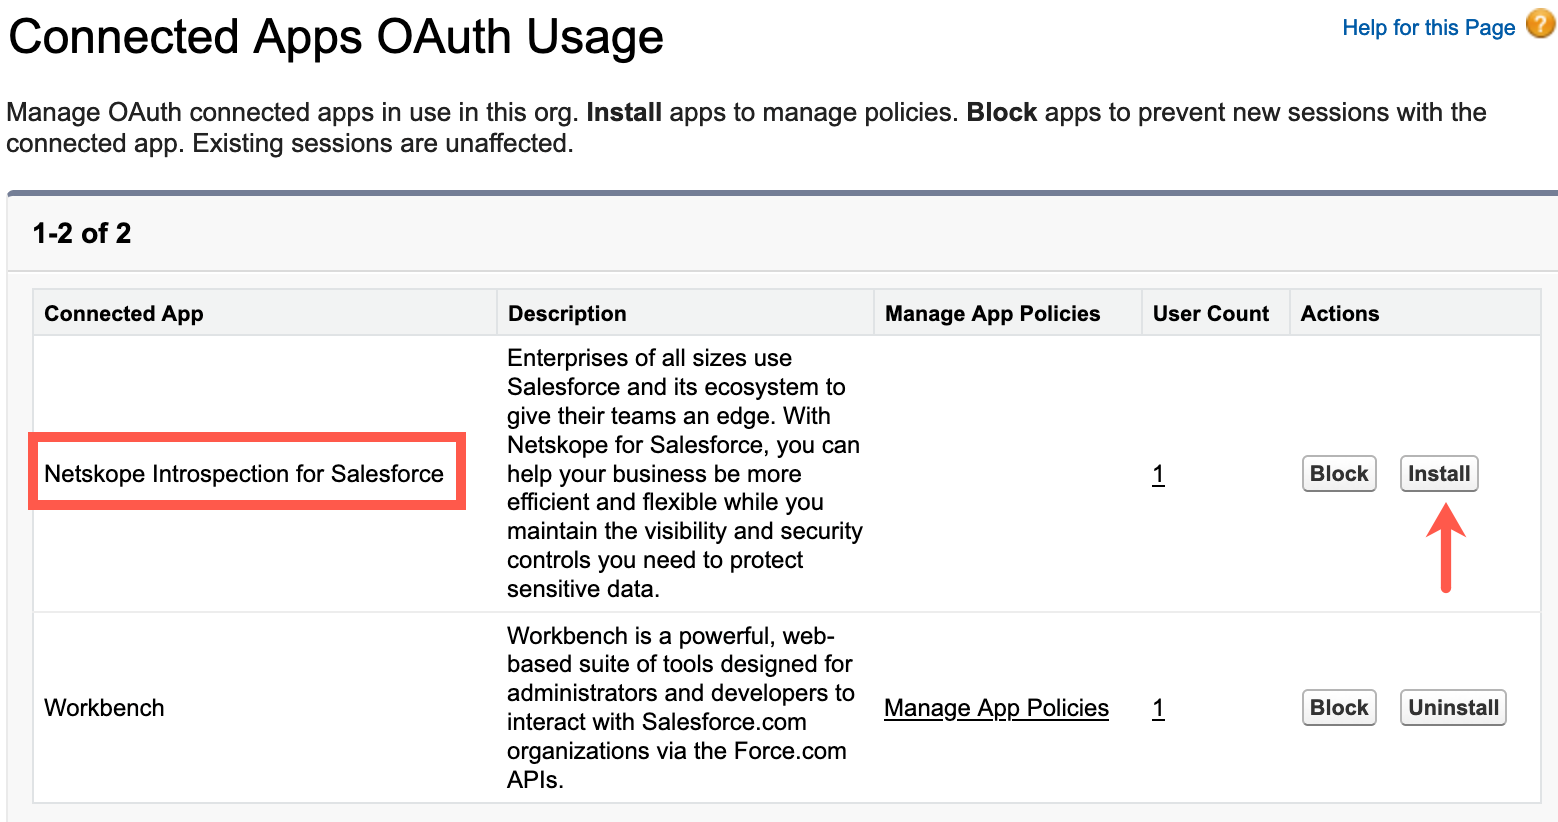 Connected Apps OAuth Usage
Help for this Page ?
Manage OAuth connected apps in use in this org. Install apps to manage policies. Block apps to prevent new sessions with the
connected app. Existing sessions are unaffected.
1-2 of 2
Connected App Description Manage App Policies User Count Actions
Netskope Introspection for Salesforce
Enterprises of all sizes use
Salesforce and its ecosystem to
give their teams an edge. With
Netskope for Salesforce, you can
help your business be more
efficient and flexible while you
maintain the visibility and security
controls you need to protect
sensitive data.
1
Block Install
Workbench
Workbench is a powerful, web-
based suite of tools designed for
administrators and developers to
interact with Salesforce.com
organizations via the Force.com
APIs.
Manage App Policies
1
Block Uninstall